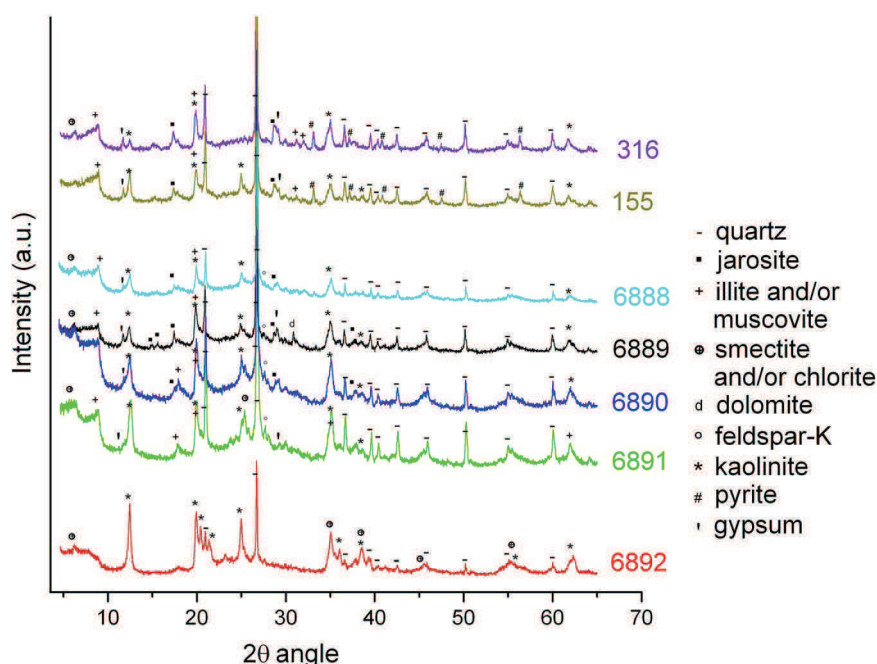 Intensity (a.u.)
316
155
6888
6889
6890
6891
6892
10 20 30 40 50 60 70
2θ angle
- quartz
▪ jarosite
+ illite and/or
muscovite
⊕ smectite
and/or chlorite
d dolomite
○ feldspar-K
* kaolinite
# pyrite
' gypsum